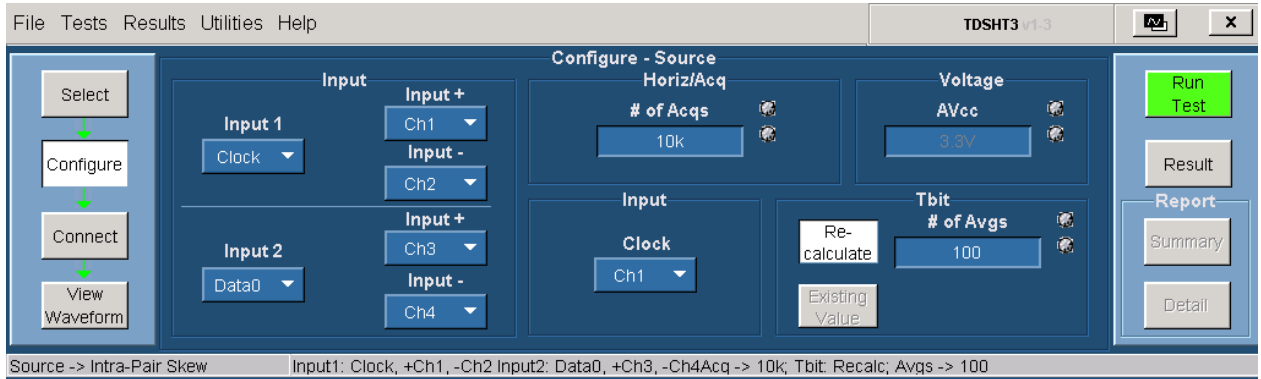 File Tests Results Utilities Help
TDSHT3 v1-3
x
Select
Configure
Connect
View
Waveform
Configure - Source
Input
Input 1
Clock
Input +
Ch1
Input -
Ch2
Input 2
Data0
Input +
Ch3
Input -
Ch4
Horiz/Acq
# of Acqs
10k
Voltage
AVcc
3.3V
Input
Clock
Ch1
Tbit
Re-
calculate
Existing
Value
# of Avgs
100
Run
Test
Result
Report
Summary
Detail
Source -> Intra-Pair Skew
Input1: Clock, +Ch1, -Ch2 Input2: Data0, +Ch3, -Ch4Acq -> 10k; Tbit: Recalc; Avgs -> 100